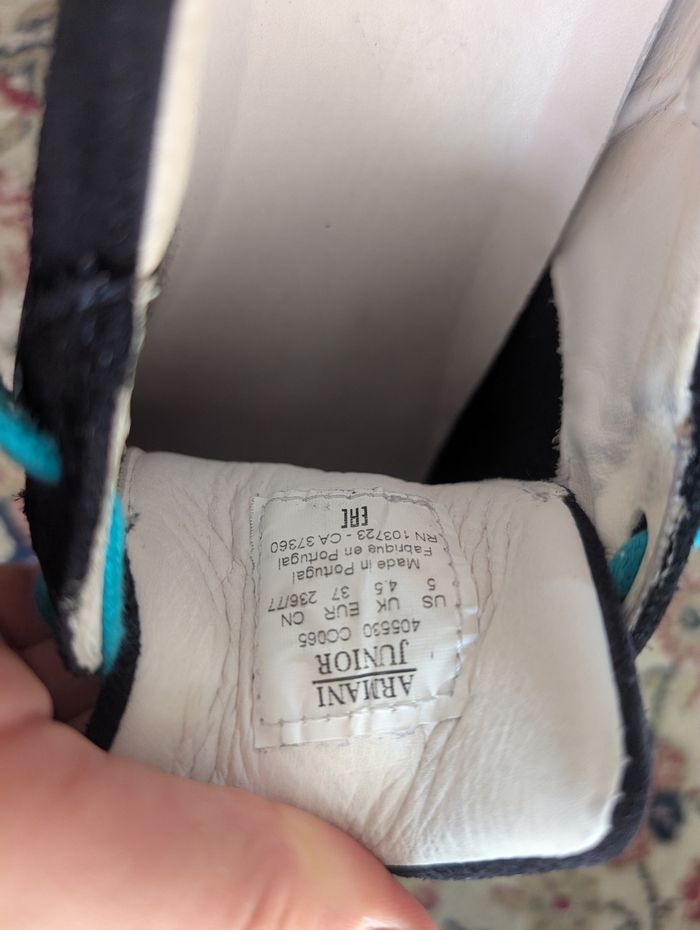 ARMANI
JUNIOR
405530 CC065
US UK EUR CN
5 4.5 37 236/77
Made in Portugal
Fabrique en Portugal
RN 103723 - CA 37360
EAC